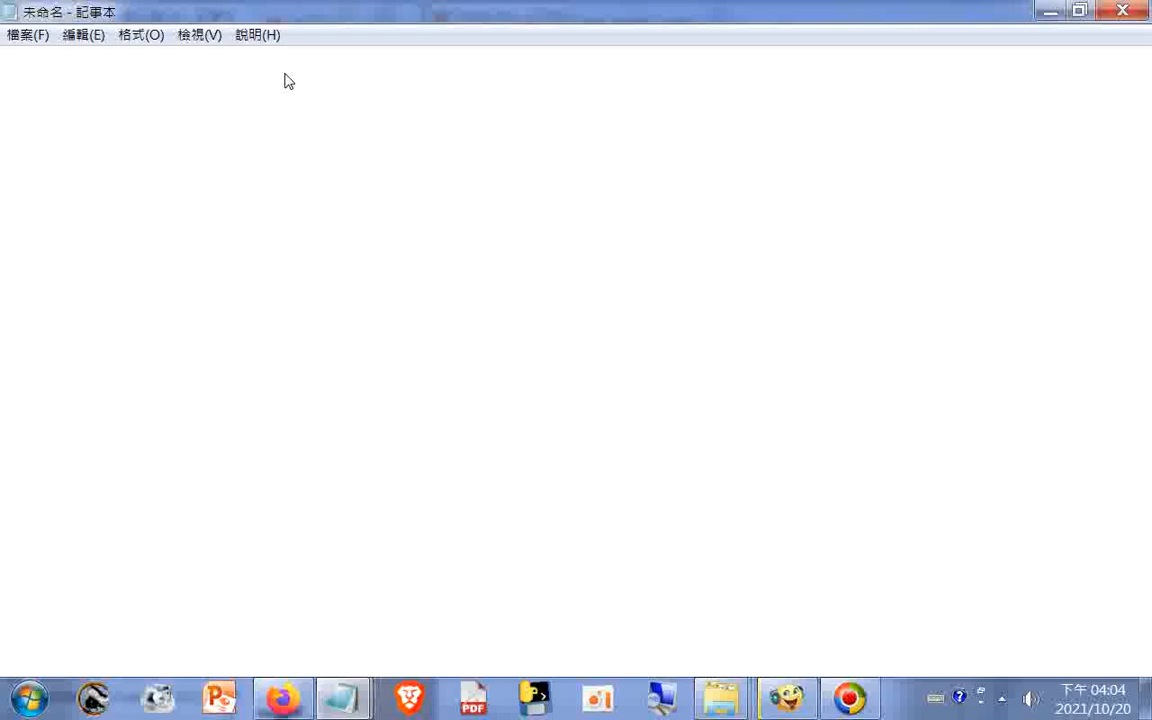 未命名 - 記事本
檔案(F) 編輯(E) 格式(O) 檢視(V) 說明(H)
PDF
下午 04:04
2021/10/20